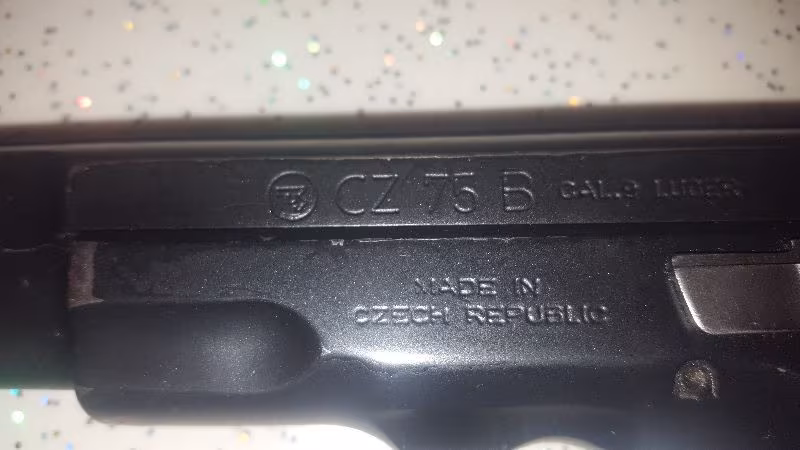 CZ 75 B CAL.9 LUGER
MADE IN
CZECH REPUBLIC